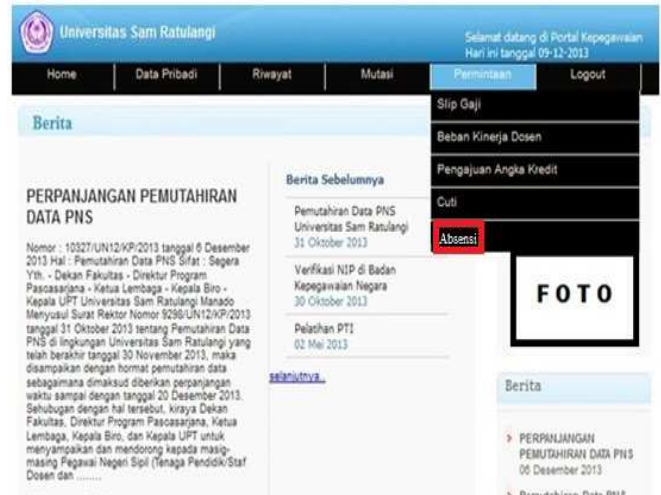 Universitas Sam Ratulangi
Selamat datang di Portal Kepegawaian
Hari ini tanggal 09-12-2013
Home
Data Pribadi
Riwayat
Mutasi
Permintaan
Logout
Slip Gaji
Beban Kinerja Dosen
Pengajuan Angka Kredit
Cuti
Absensi
Berita
PERPANJANGAN PEMUTAHIRAN
DATA PNS
Nomor : 10327/UN12/KP/2013 tanggal 6 Desember
2013 Hal : Pemutahiran Data PNS Sifat : Segera
Yth. - Dekan Fakultas - Direktur Program
Pascasarjana - Ketua Lembaga - Kepala Biro -
Kepala UPT Universitas Sam Ratulangi Manado
Menyusul Surat Rektor Nomor 9298/UN12/KP/2013
tanggal 31 Oktober 2013 tentang Pemutahiran Data
PNS di lingkungan Universitas Sam Ratulangi yang
telah berakhir tanggal 30 November 2013, maka
disampaikan dengan hormat pemutahiran data
sebagaimana dimaksud diberikan perpanjangan
waktu sampai dengan tanggal 20 Desember 2013.
Sehubugan dengan hal tersebut, kiraya Dekan
Fakultas, Direktur Program Pascasarjana, Ketua
Lembaga, Kepala Biro, dan Kepala UPT untuk
menyampaikan dan mendorong kepada masig-
masing Pegawai Negeri Sipil (Tenaga Pendidik/Staf
Dosen dan ........
Berita Sebelumnya
Pemutahiran Data PNS
Universitas Sam Ratulangi
31 Oktober 2013
Verifikasi NIP di Badan
Kepegawaian Negara
30 Oktober 2013
Pelatihan PTI
02 Mei 2013
selanjutnya..
FOTO
Berita
PERPANJANGAN
PEMUTAHIRAN DATA PNS
06 Desember 2013
Pemutahiran Data PNS